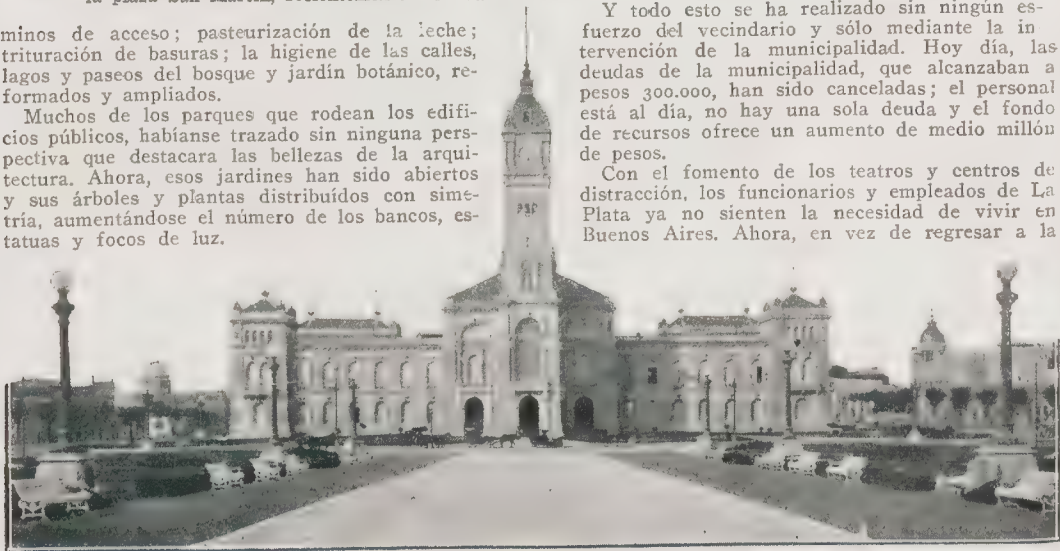 minos de acceso; pasteurización de la leche;
trituración de basuras; la higiene de las calles,
lagos y paseos del bosque y jardín botánico, re-
formados y ampliados.
Muchos de los parques que rodean los edifi-
cios públicos, habíanse trazado sin ninguna pers-
pectiva que destacara las bellezas de la arqui-
tectura. Ahora, esos jardines han sido abiertos
y sus árboles y plantas distribuídos con sime-
tría, aumentándose el número de los bancos, es-
tatuas y focos de luz.
Y todo esto se ha realizado sin ningún es-
fuerzo del vecindario y sólo mediante la in
tervención de la municipalidad. Hoy día, las
deudas de la municipalidad, que alcanzaban a
pesos 300.000, han sido canceladas; el personal
está al día, no hay una sola deuda y el fondo
de recursos ofrece un aumento de medio millón
de pesos.
Con el fomento de los teatros y centros de
distracción, los funcionarios y empleados de La
Plata ya no sienten la necesidad de vivir en
Buenos Aires. Ahora, en vez de regresar a la